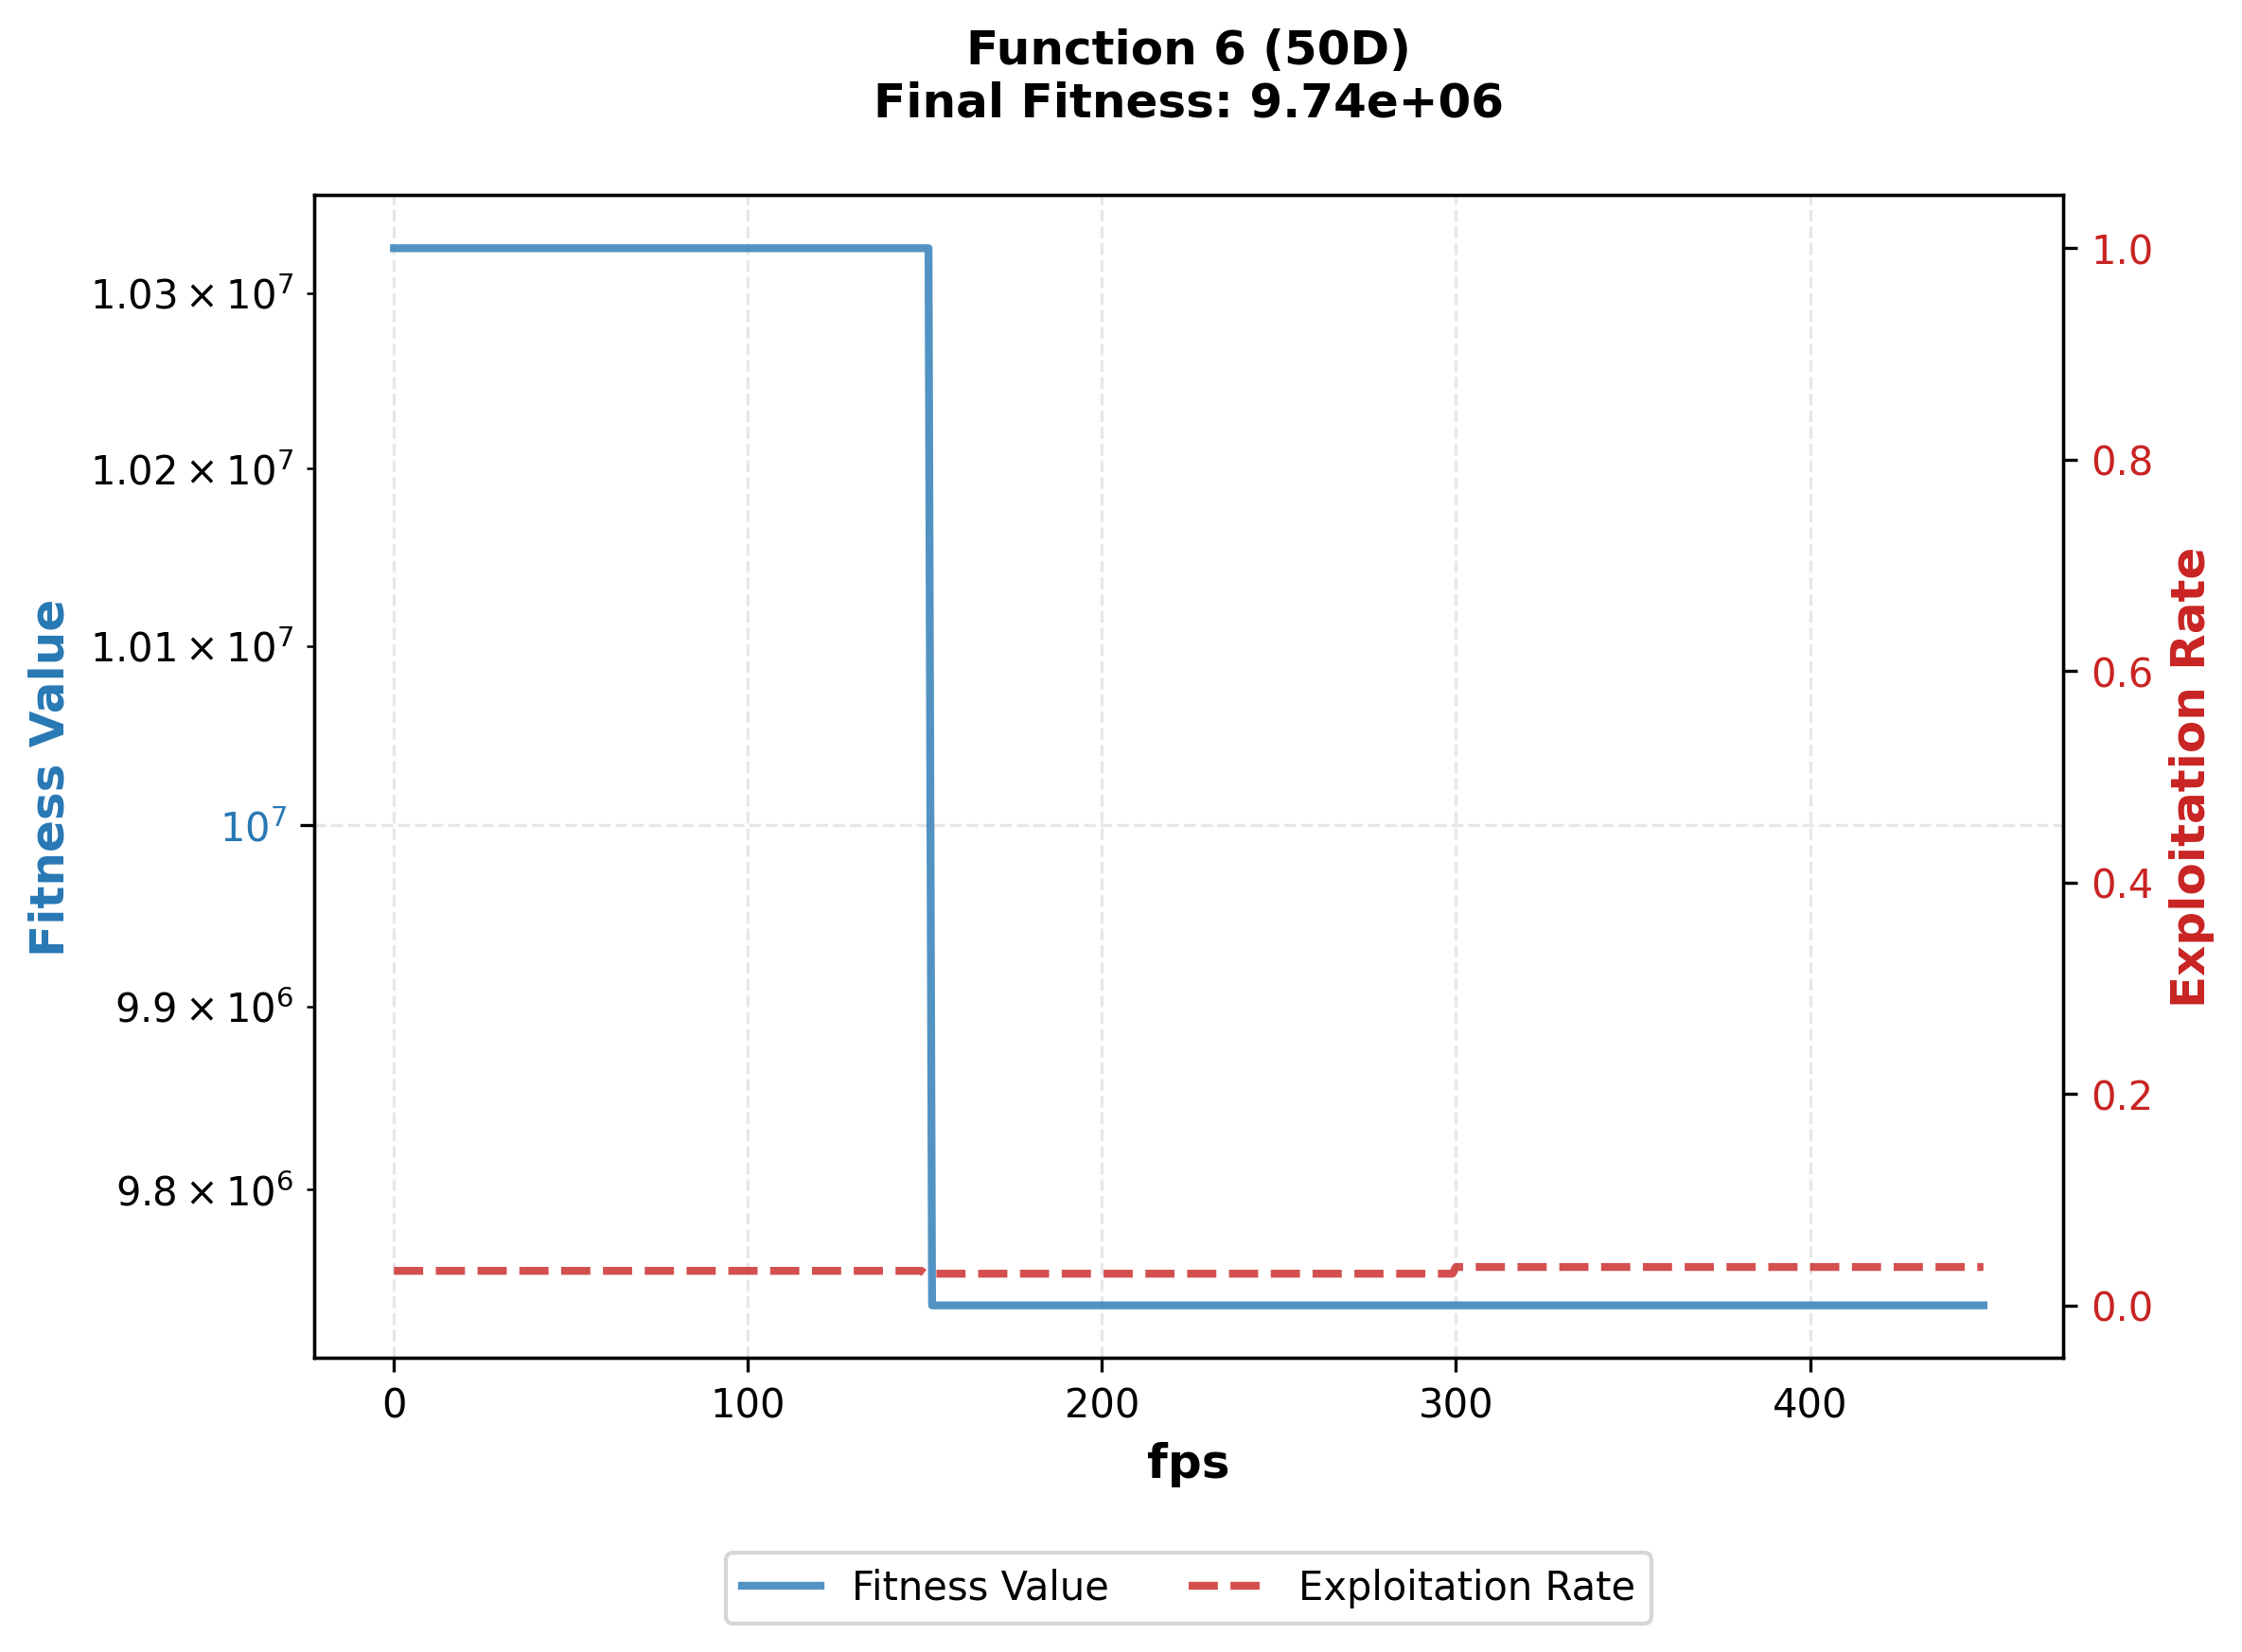 Function 6 (50D)
Final Fitness: 9.74e+06
Fitness Value
1.03 × 10⁷
1.02 × 10⁷
1.01 × 10⁷
10⁷
9.9 × 10⁶
9.8 × 10⁶
1.0
0.8
0.6
0.4
0.2
0.0
Exploitation Rate
0 100 200 300 400
fps
Fitness Value Exploitation Rate